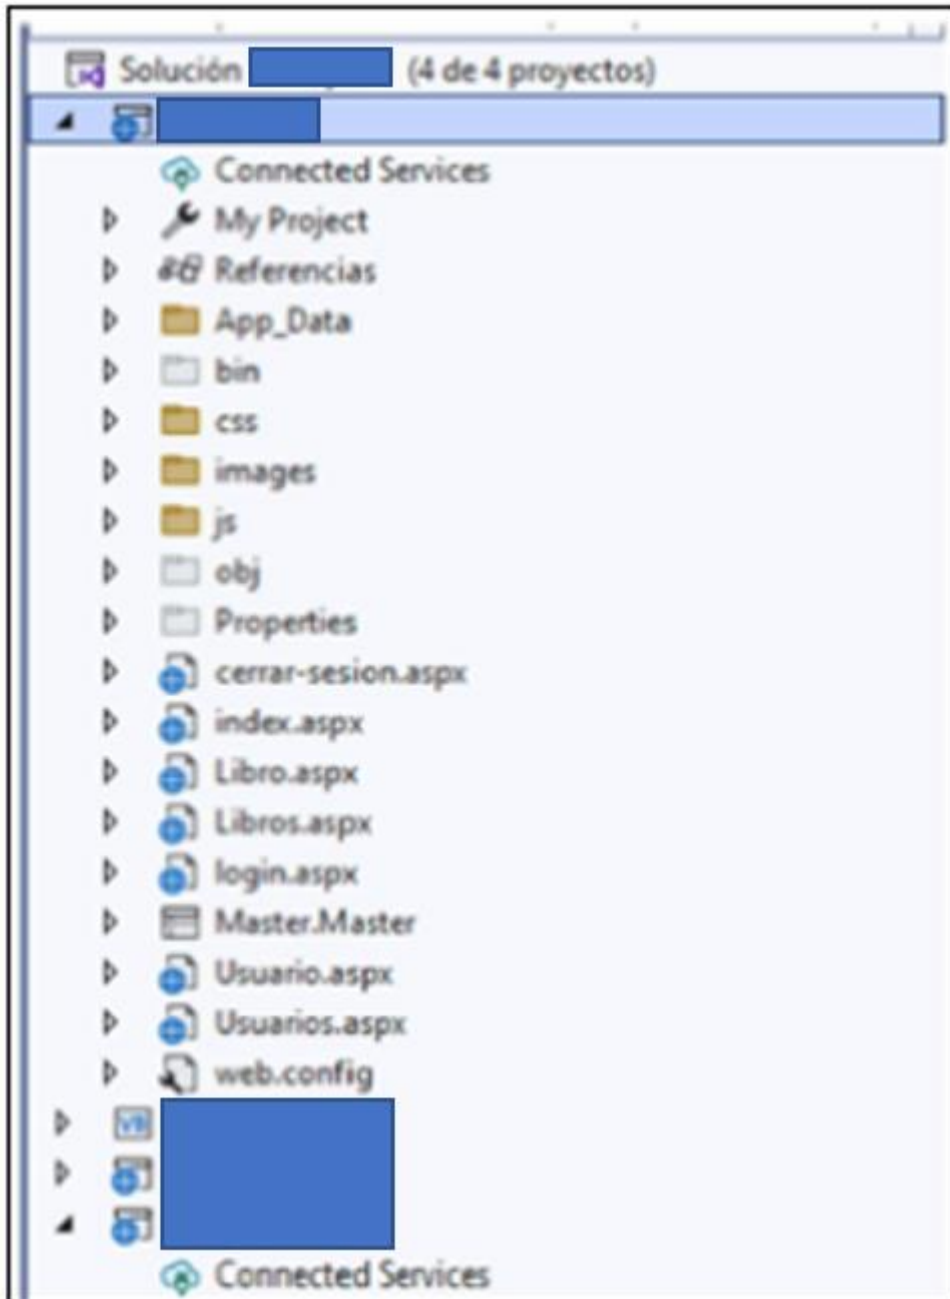 Solución (4 de 4 proyectos)
Connected Services
My Project
Referencias
App_Data
bin
css
images
js
obj
Properties
cerrar-sesion.aspx
index.aspx
Libro.aspx
Libros.aspx
login.aspx
Master.Master
Usuario.aspx
Usuarios.aspx
web.config
VB
Connected Services